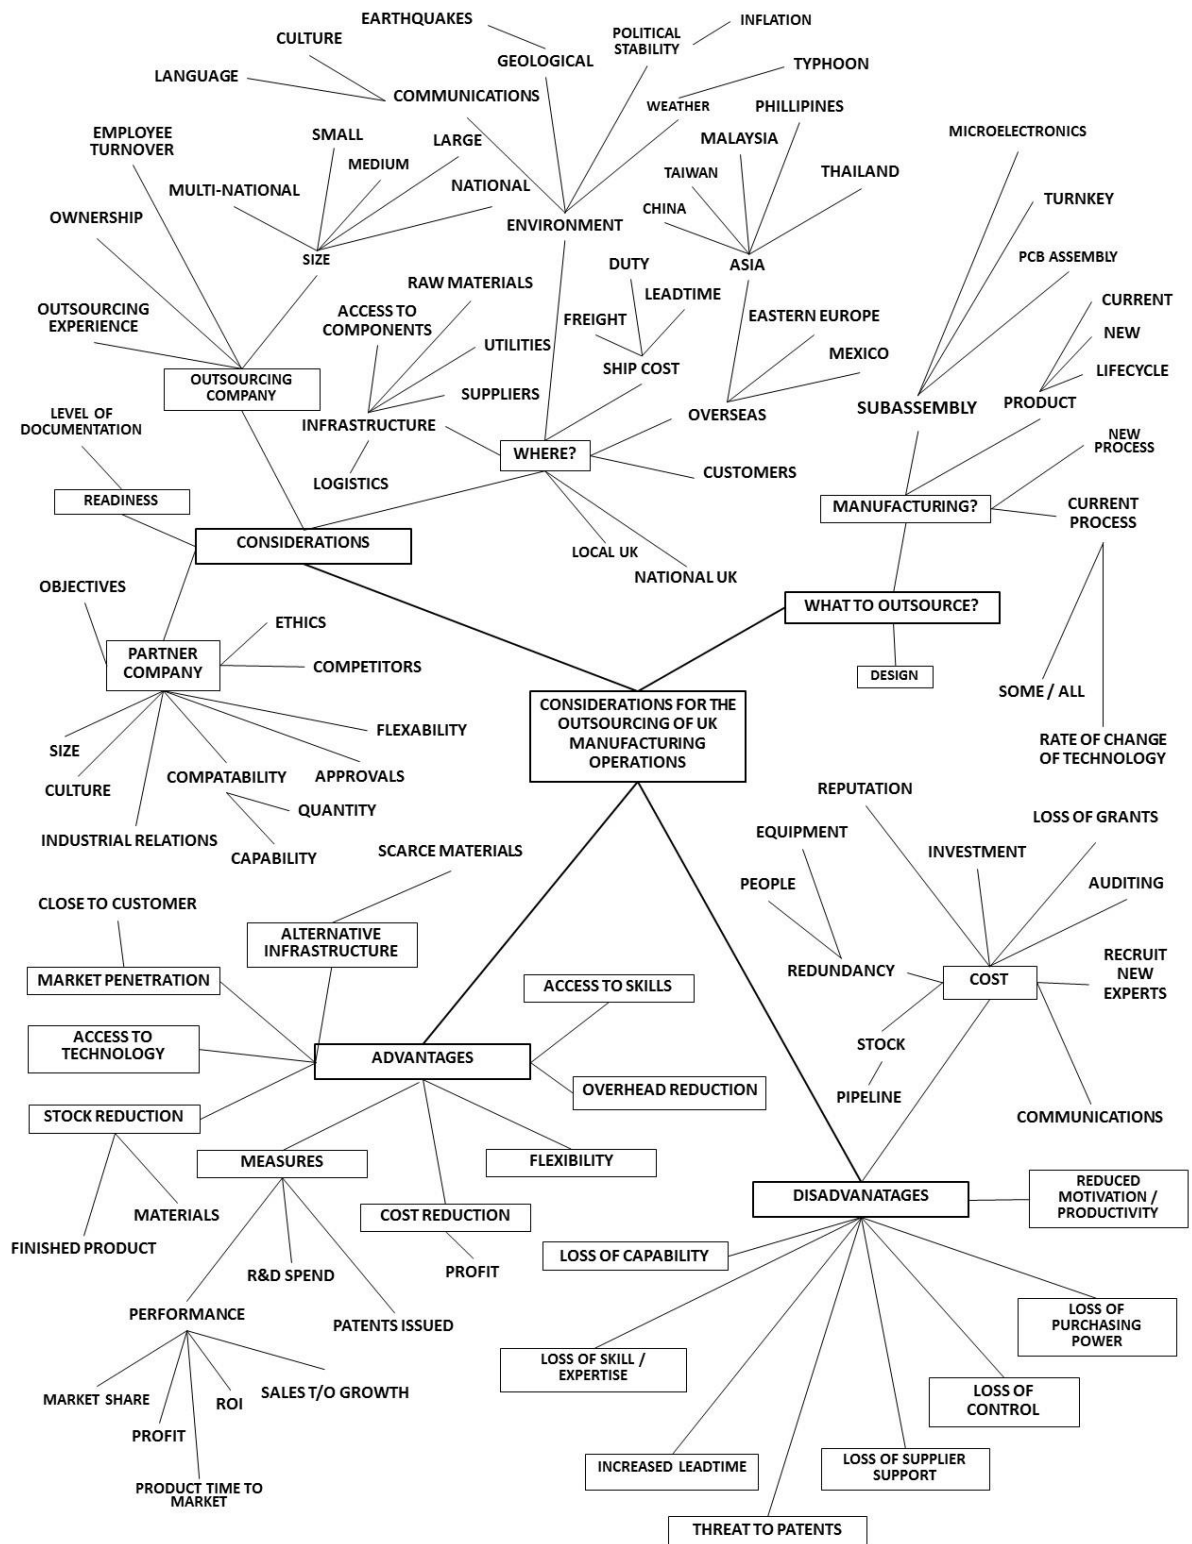 EARTHQUAKES
POLITICAL
STABILITY
INFLATION
CULTURE
GEOLOGICAL
TYPHOON
LANGUAGE
COMMUNICATIONS
WEATHER
PHILLIPINES
EMPLOYEE
TURNOVER
SMALL
LARGE
MALAYSIA
MICROELECTRONICS
MEDIUM
TAIWAN
THAILAND
MULTI-NATIONAL
NATIONAL
TURNKEY
OWNERSHIP
CHINA
ENVIRONMENT
SIZE
DUTY
ASIA
PCB ASSEMBLY
RAW MATERIALS
LEADTIME
CURRENT
OUTSOURCING
EXPERIENCE
ACCESS TO
COMPONENTS
FREIGHT
EASTERN EUROPE
NEW
UTILITIES
MEXICO
SHIP COST
LIFECYCLE
OUTSOURCING
COMPANY
SUPPLIERS
PRODUCT
SUBASSEMBLY
LEVEL OF
DOCUMENTATION
INFRASTRUCTURE
OVERSEAS
NEW
PROCESS
WHERE?
CUSTOMERS
LOGISTICS
READINESS
MANUFACTURING?
CURRENT
PROCESS
CONSIDERATIONS
LOCAL UK
NATIONAL UK
OBJECTIVES
WHAT TO OUTSOURCE?
ETHICS
PARTNER
COMPANY
COMPETITORS
DESIGN
SOME / ALL
CONSIDERATIONS FOR THE
OUTSOURCING OF UK
MANUFACTURING
OPERATIONS
FLEXABILITY
SIZE
RATE OF CHANGE
OF TECHNOLOGY
COMPATABILITY
APPROVALS
CULTURE
REPUTATION
QUANTITY
LOSS OF GRANTS
INDUSTRIAL RELATIONS
EQUIPMENT
CAPABILITY
SCARCE MATERIALS
INVESTMENT
PEOPLE
AUDITING
CLOSE TO CUSTOMER
ALTERNATIVE
INFRASTRUCTURE
RECRUIT
NEW
EXPERTS
REDUNDANCY
COST
MARKET PENETRATION
ACCESS TO SKILLS
ACCESS TO
TECHNOLOGY
STOCK
ADVANTAGES
OVERHEAD REDUCTION
PIPELINE
STOCK REDUCTION
COMMUNICATIONS
MEASURES
FLEXIBILITY
REDUCED
MOTIVATION /
PRODUCTIVITY
DISADVANATAGES
MATERIALS
COST REDUCTION
FINISHED PRODUCT
LOSS OF CAPABILITY
R&D SPEND
PROFIT
PERFORMANCE
PATENTS ISSUED
LOSS OF
PURCHASING
POWER
LOSS OF SKILL /
EXPERTISE
MARKET SHARE
ROI
SALES T/O GROWTH
LOSS OF
CONTROL
PROFIT
INCREASED LEADTIME
LOSS OF SUPPLIER
SUPPORT
PRODUCT TIME TO
MARKET
THREAT TO PATENTS